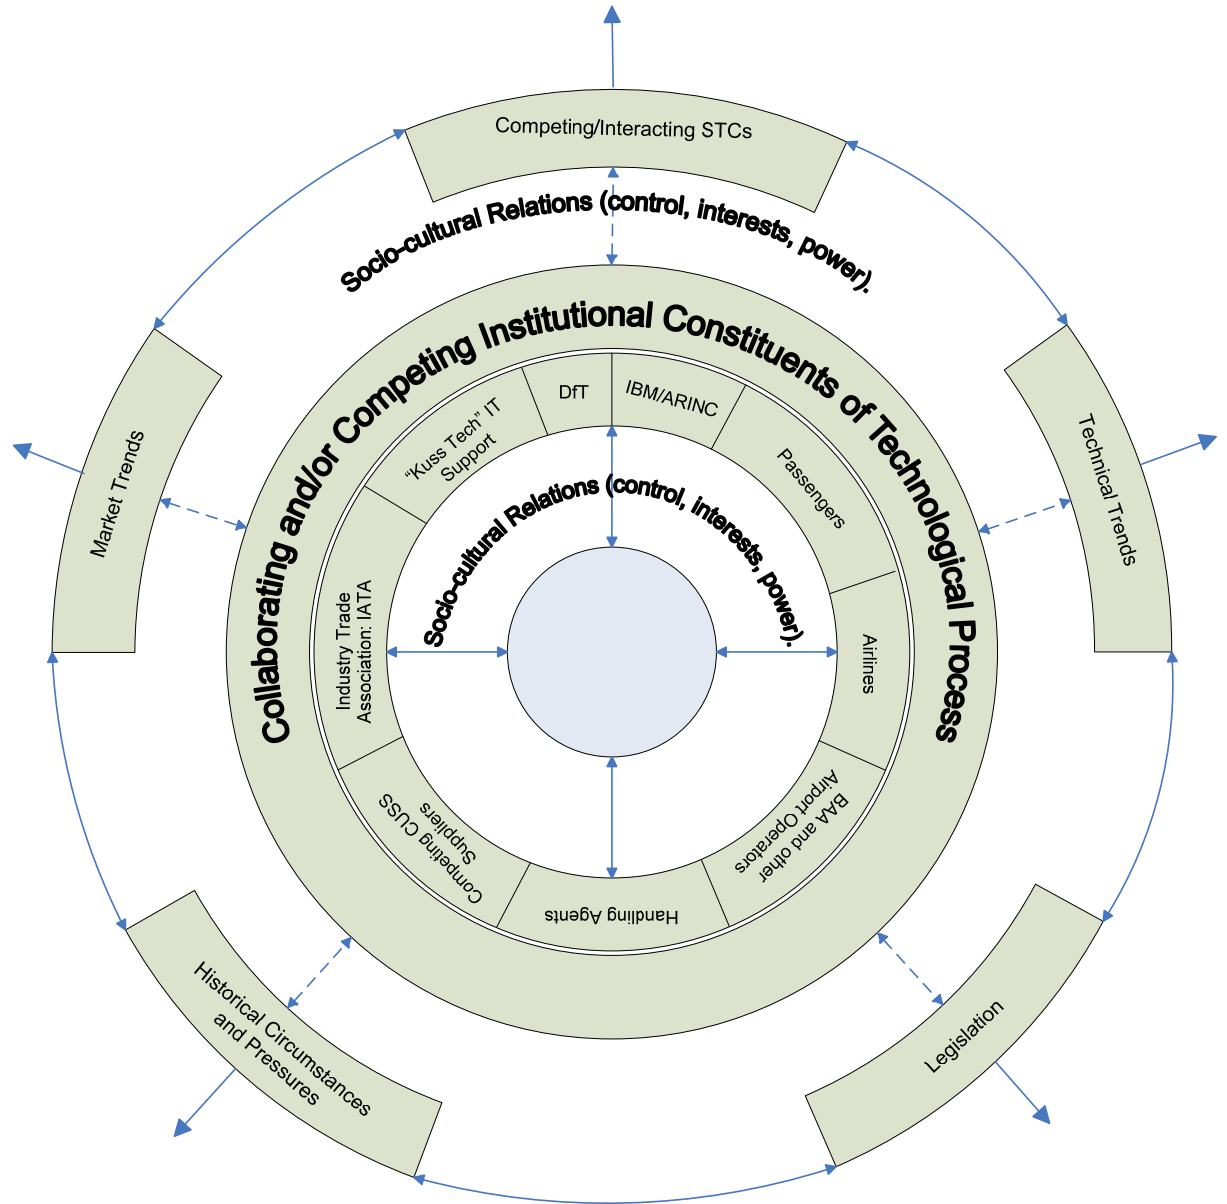 Competing/Interacting STCs
Socio-cultural Relations (control, interests, power).
Collaborating and/or Competing Institutional Constituents of Technological Process
DfT
IBM/ARINC
"Kuss Tech" IT
Support
Passengers
Socio-cultural Relations (control, interests, power).
Market Trends
Technical Trends
Industry Trade
Association: IATA
Airlines
Competing CUSS
Suppliers
BAA and other
Airport Operators
Handling Agents
Historical Circumstances
and Pressures
Legislation